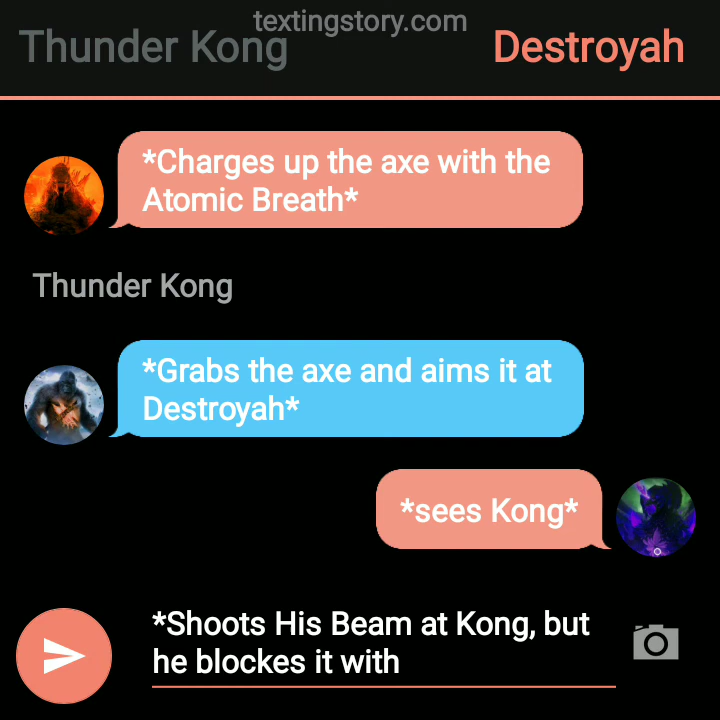 textingstory.com
Thunder Kong
Destroyah
*Charges up the axe with the
Atomic Breath*
Thunder Kong
*Grabs the axe and aims it at
Destroyah*
*sees Kong*
*Shoots His Beam at Kong, but
he blockes it with